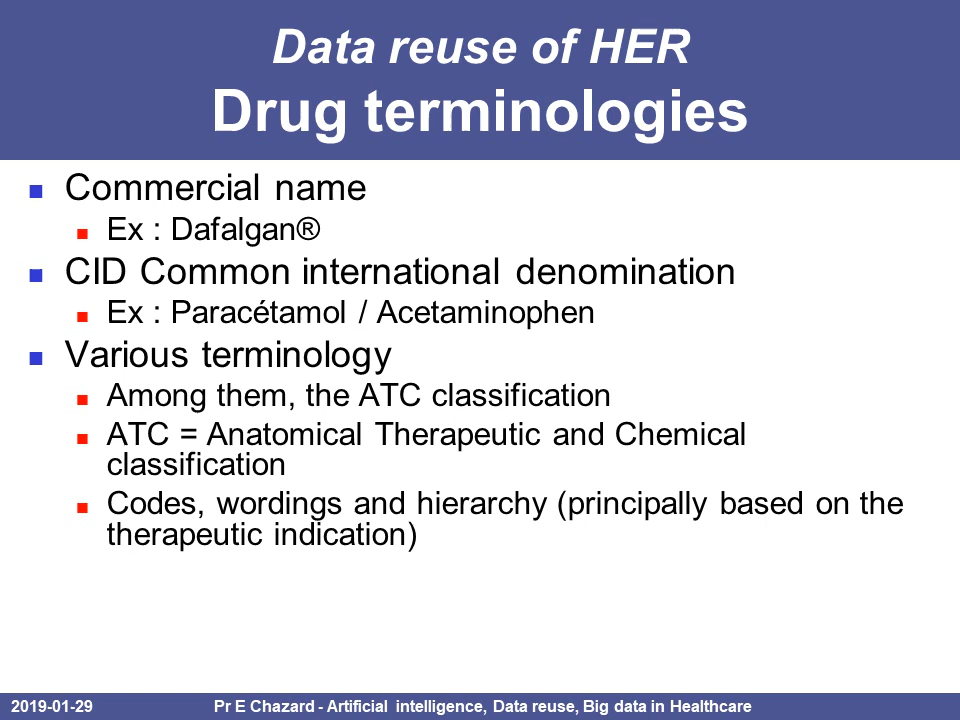 Data reuse of HER
Drug terminologies
Commercial name
Ex : Dafalgan®
CID Common international denomination
Ex : Paracétamol / Acetaminophen
Various terminology
Among them, the ATC classification
ATC = Anatomical Therapeutic and Chemical
classification
Codes, wordings and hierarchy (principally based on the
therapeutic indication)
2019-01-29
Pr E Chazard - Artificial intelligence, Data reuse, Big data in Healthcare